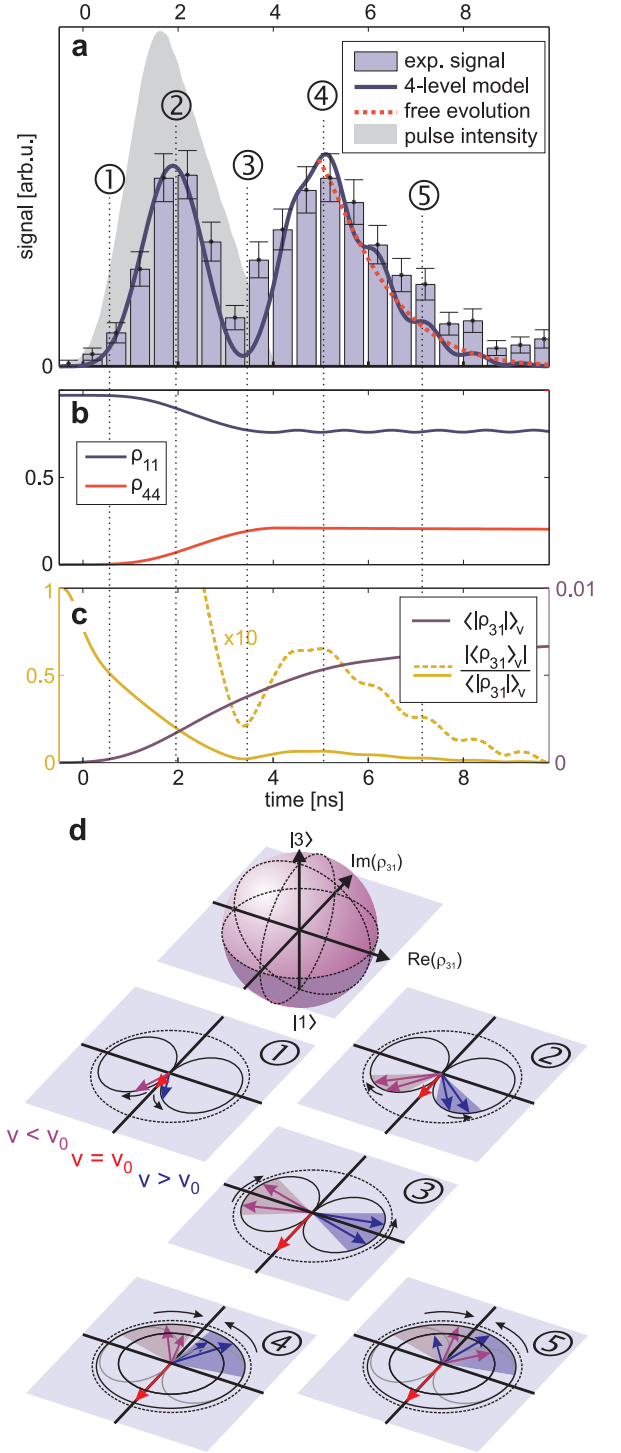 0 2 4 6 8
a
exp. signal
4-level model
free evolution
pulse intensity
① ② ③ ④ ⑤
signal [arb.u.]
0
b
0.5
0
ρ₁₁
ρ₄₄
c
1
0.5
0
0.01
0
x10
⟨|ρ₃₁|⟩ᵥ
|⟨ρ₃₁⟩ᵥ|
⟨|ρ₃₁|⟩ᵥ
0 2 4 6 8
time [ns]
d
|3⟩
Im(ρ₃₁)
Re(ρ₃₁)
|1⟩
① ②
v < v₀
v = v₀
v > v₀
③
④ ⑤